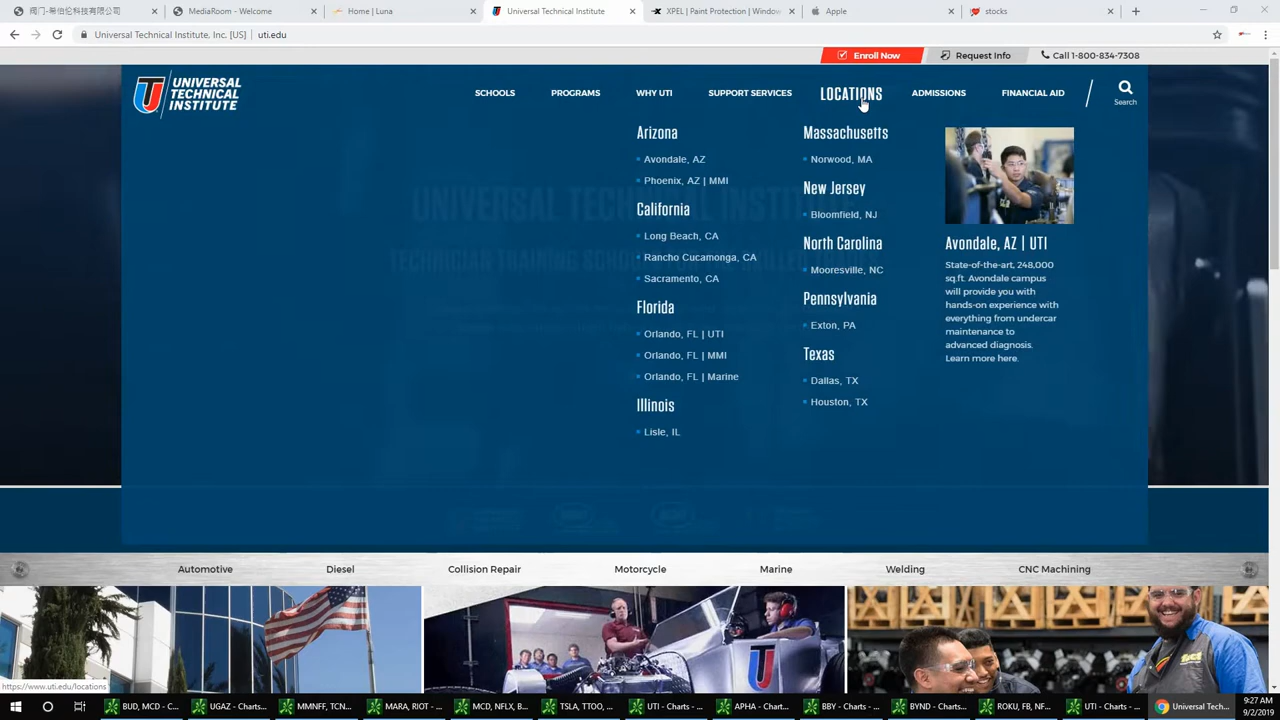 阀门-希伯伦科技有限公司
MediaRoom - Welcome
Home | Luna
Universal Technical Institute
XPEL | Paint Protection | Window
Apple
stocks
Universal Technical Institute, Inc. [US] | uti.edu
Enroll Now
Request Info
Call 1-800-834-7308
UNIVERSAL
TECHNICAL
INSTITUTE
SCHOOLS
PROGRAMS
WHY UTI
SUPPORT SERVICES
LOCATIONS
ADMISSIONS
FINANCIAL AID
Search
Arizona
Avondale, AZ
Phoenix, AZ | MMI
California
Long Beach, CA
Rancho Cucamonga, CA
Sacramento, CA
Florida
Orlando, FL | UTI
Orlando, FL | MMI
Orlando, FL | Marine
Illinois
Lisle, IL
Massachusetts
Norwood, MA
New Jersey
Bloomfield, NJ
North Carolina
Mooresville, NC
Pennsylvania
Exton, PA
Texas
Dallas, TX
Houston, TX
Avondale, AZ | UTI
State-of-the-art, 248,000
sq.ft. Avondale campus
will provide you with
hands-on experience with
everything from undercar
maintenance to
advanced diagnosis.
Learn more here.
UNIVERSAL TECHNICAL INSTITUTE
Automotive
Diesel
Collision Repair
Motorcycle
Marine
Welding
CNC Machining
https://www.uti.edu/locations
BUD, MCD - C...
UGAZ - Charts...
MMNFF, TCN...
MARA, RIOT - ...
MCD, NFLX, B...
TSLA, TTOO, ...
UTI - Charts - ...
APHA - Chart...
BBY - Charts - ...
BYND - Charts...
ROKU, FB, NF...
UTI - Charts - ...
Universal Tech...
9:27 AM
9/2/2019